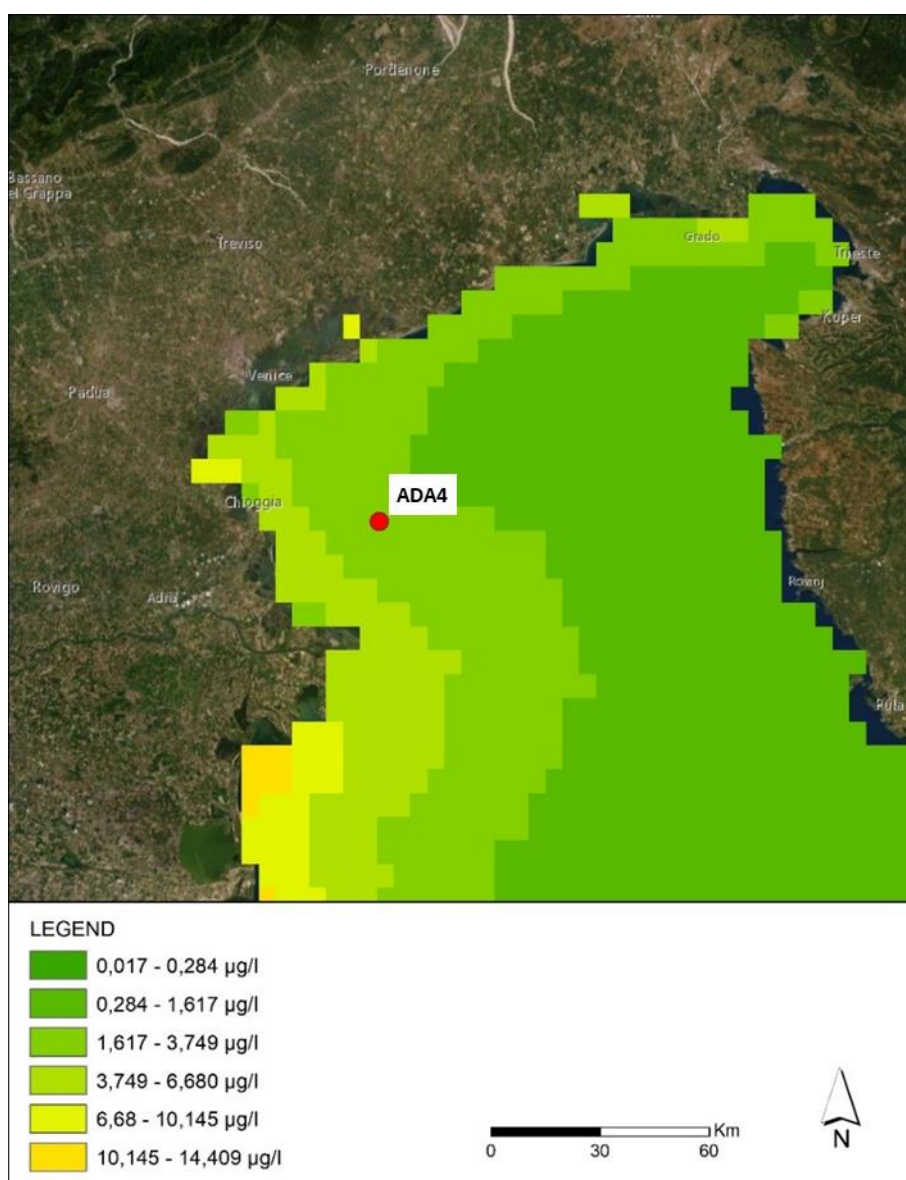 Pordenone
Bassano
el Grappa
Treviso
Grado
Trieste
Koper
Venice
Padua
ADA4
Chioggia
Rovigo
Adria
Rovinj
Pula
LEGEND
0,017 - 0,284 µg/l
0,284 - 1,617 µg/l
1,617 - 3,749 µg/l
3,749 - 6,680 µg/l
6,68 - 10,145 µg/l
10,145 - 14,409 µg/l
Km
0 30 60
N